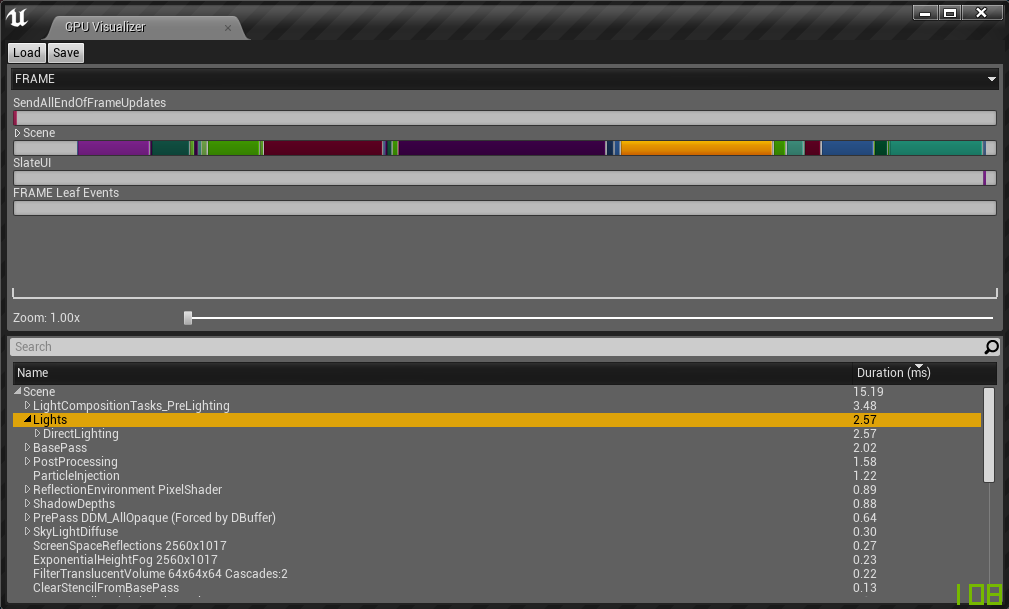 GPU Visualizer
Load Save
FRAME
SendAllEndOfFrameUpdates
Scene
SlateUI
FRAME Leaf Events
Zoom: 1.00x
Search
Name Duration (ms)
Scene 15.19
LightCompositionTasks_PreLighting 3.48
Lights 2.57
DirectLighting 2.57
BasePass 2.02
PostProcessing 1.58
ParticleInjection 1.22
ReflectionEnvironment PixelShader 0.89
ShadowDepths 0.88
PrePass DDM_AllOpaque (Forced by DBuffer) 0.64
SkyLightDiffuse 0.30
ScreenSpaceReflections 2560x1017 0.27
ExponentialHeightFog 2560x1017 0.23
FilterTranslucentVolume 64x64x64 Cascades:2 0.22
ClearStencilFromBasePass 0.13
108